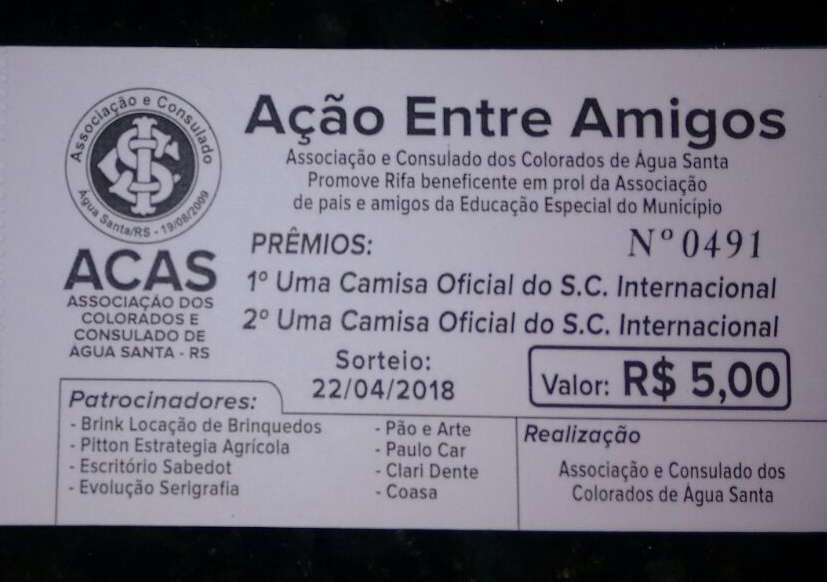 Associação e Consulado
Água Santa/RS - 19/08/2009
ACAS
ASSOCIAÇÃO DOS
COLORADOS E
CONSULADO DE
ÁGUA SANTA - RS
Ação Entre Amigos
Associação e Consulado dos Colorados de Água Santa
Promove Rifa beneficente em prol da Associação
de pais e amigos da Educação Especial do Município
PRÊMIOS:
Nº 0491
1º Uma Camisa Oficial do S.C. Internacional
2º Uma Camisa Oficial do S.C. Internacional
Sorteio:
22/04/2018
Valor: R$ 5,00
Patrocinadores:
- Brink Locação de Brinquedos
- Pitton Estrategia Agrícola
- Escritório Sabedot
- Evolução Serigrafia
- Pão e Arte
- Paulo Car
- Clari Dente
- Coasa
Realização
Associação e Consulado dos
Colorados de Água Santa